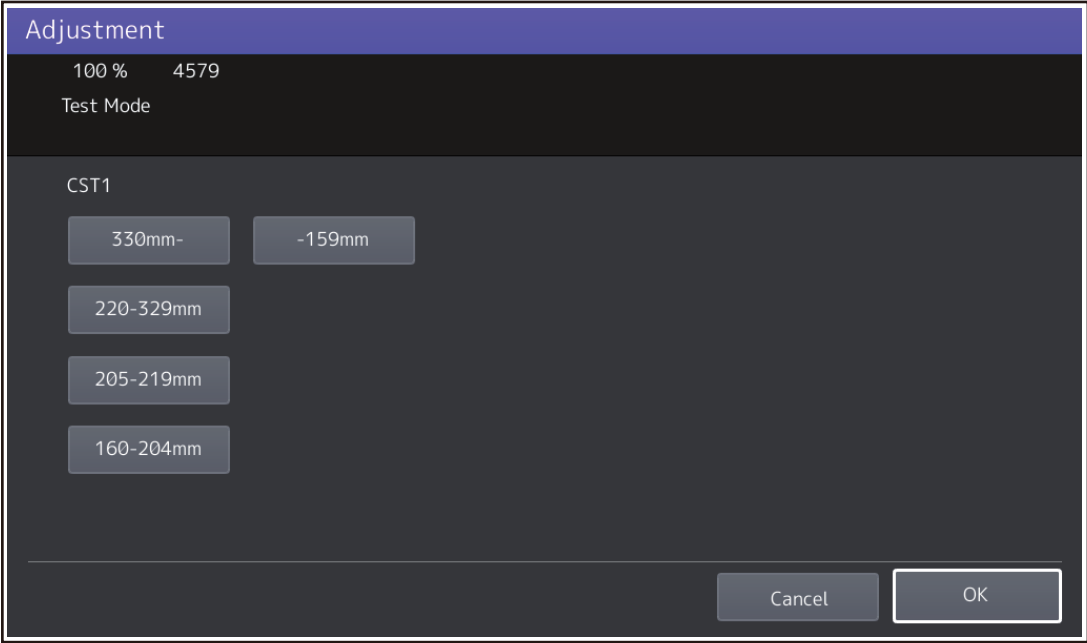 Adjustment
100 % 4579
Test Mode
CST1
330mm- -159mm
220-329mm
205-219mm
160-204mm
Cancel OK